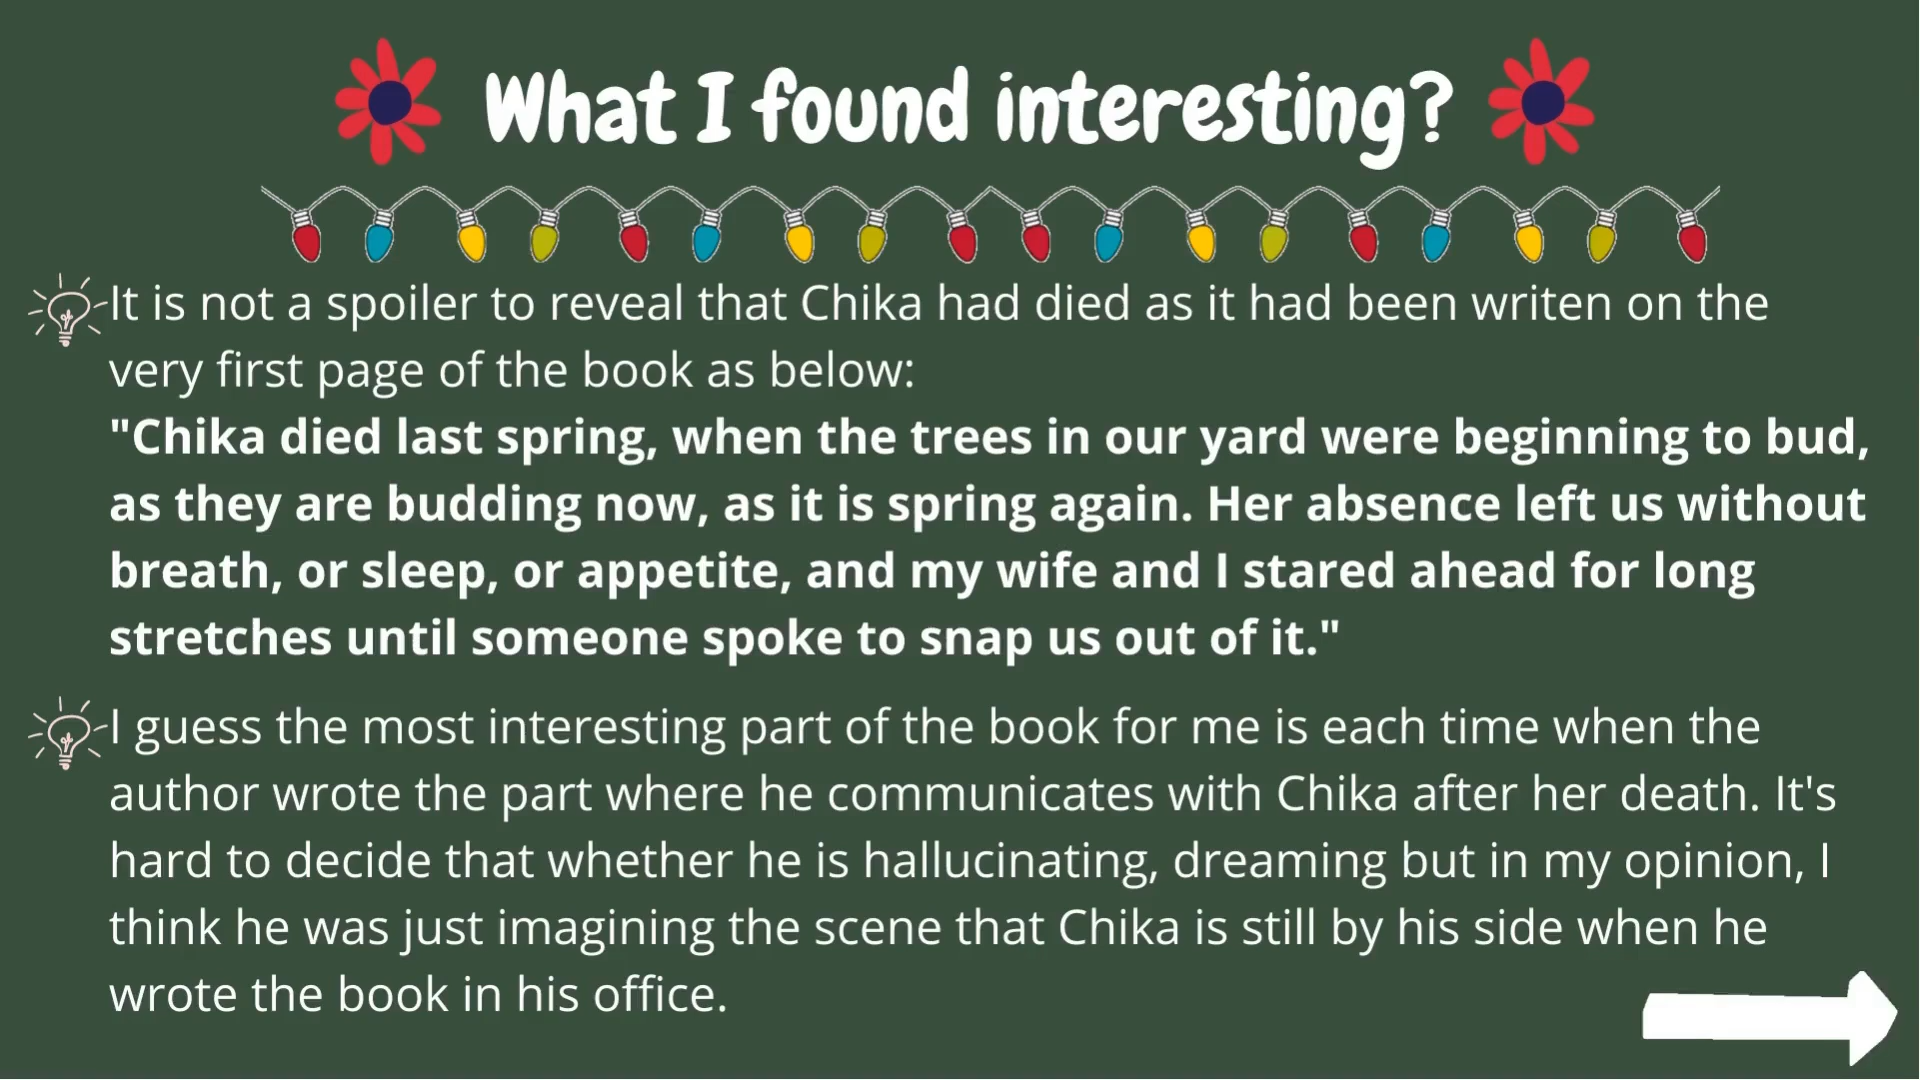 What I found interesting?
It is not a spoiler to reveal that Chika had died as it had been writen on the
very first page of the book as below:
"Chika died last spring, when the trees in our yard were beginning to bud,
as they are budding now, as it is spring again. Her absence left us without
breath, or sleep, or appetite, and my wife and I stared ahead for long
stretches until someone spoke to snap us out of it."
I guess the most interesting part of the book for me is each time when the
author wrote the part where he communicates with Chika after her death. It's
hard to decide that whether he is hallucinating, dreaming but in my opinion, I
think he was just imagining the scene that Chika is still by his side when he
wrote the book in his office.